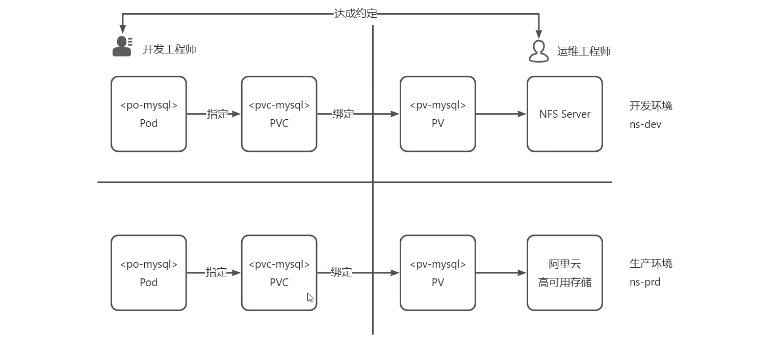 达成约定
开发工程师
运维工程师
<po-mysql>
Pod
指定
<pvc-mysql>
PVC
绑定
<pv-mysql>
PV
NFS Server
开发环境
ns-dev
<po-mysql>
Pod
指定
<pvc-mysql>
PVC
绑定
<pv-mysql>
PV
阿里云
高可用存储
生产环境
ns-prd